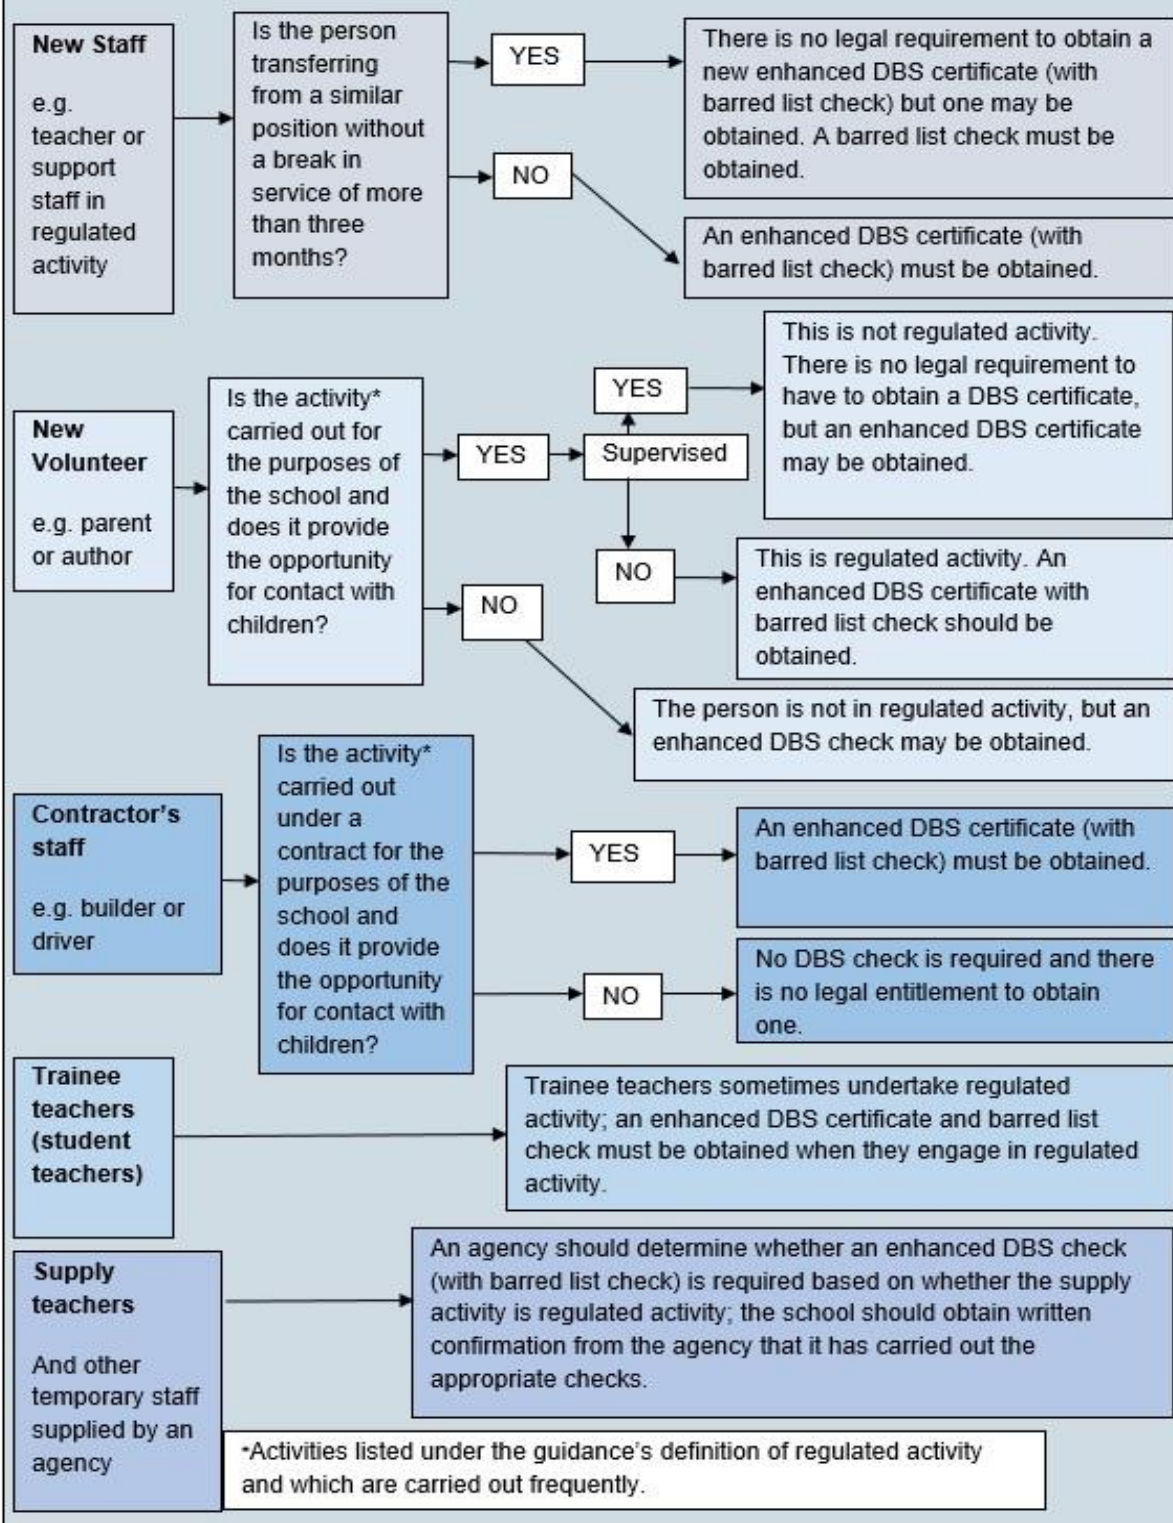 New Staff
e.g.
teacher or
support
staff in
regulated
activity
Is the person
transferring
from a similar
position without
a break in
service of more
than three
months?
YES
There is no legal requirement to obtain a
new enhanced DBS certificate (with
barred list check) but one may be
obtained. A barred list check must be
obtained.
NO
An enhanced DBS certificate (with
barred list check) must be obtained.
New
Volunteer
e.g. parent
or author
Is the activity*
carried out for
the purposes of
the school and
does it provide
the opportunity
for contact with
children?
YES
Supervised
YES
This is not regulated activity.
There is no legal requirement to
have to obtain a DBS certificate,
but an enhanced DBS certificate
may be obtained.
NO
This is regulated activity. An
enhanced DBS certificate with
barred list check should be
obtained.
NO
The person is not in regulated activity, but an
enhanced DBS check may be obtained.
Contractor's
staff
e.g. builder or
driver
Is the activity*
carried out
under a
contract for the
purposes of the
school and
does it provide
the opportunity
for contact with
children?
YES
An enhanced DBS certificate (with
barred list check) must be obtained.
NO
No DBS check is required and there
is no legal entitlement to obtain
one.
Trainee
teachers
(student
teachers)
Trainee teachers sometimes undertake regulated
activity; an enhanced DBS certificate and barred list
check must be obtained when they engage in regulated
activity.
Supply
teachers
And other
temporary staff
supplied by an
agency
An agency should determine whether an enhanced DBS check
(with barred list check) is required based on whether the supply
activity is regulated activity; the school should obtain written
confirmation from the agency that it has carried out the
appropriate checks.
*Activities listed under the guidance's definition of regulated activity
and which are carried out frequently.